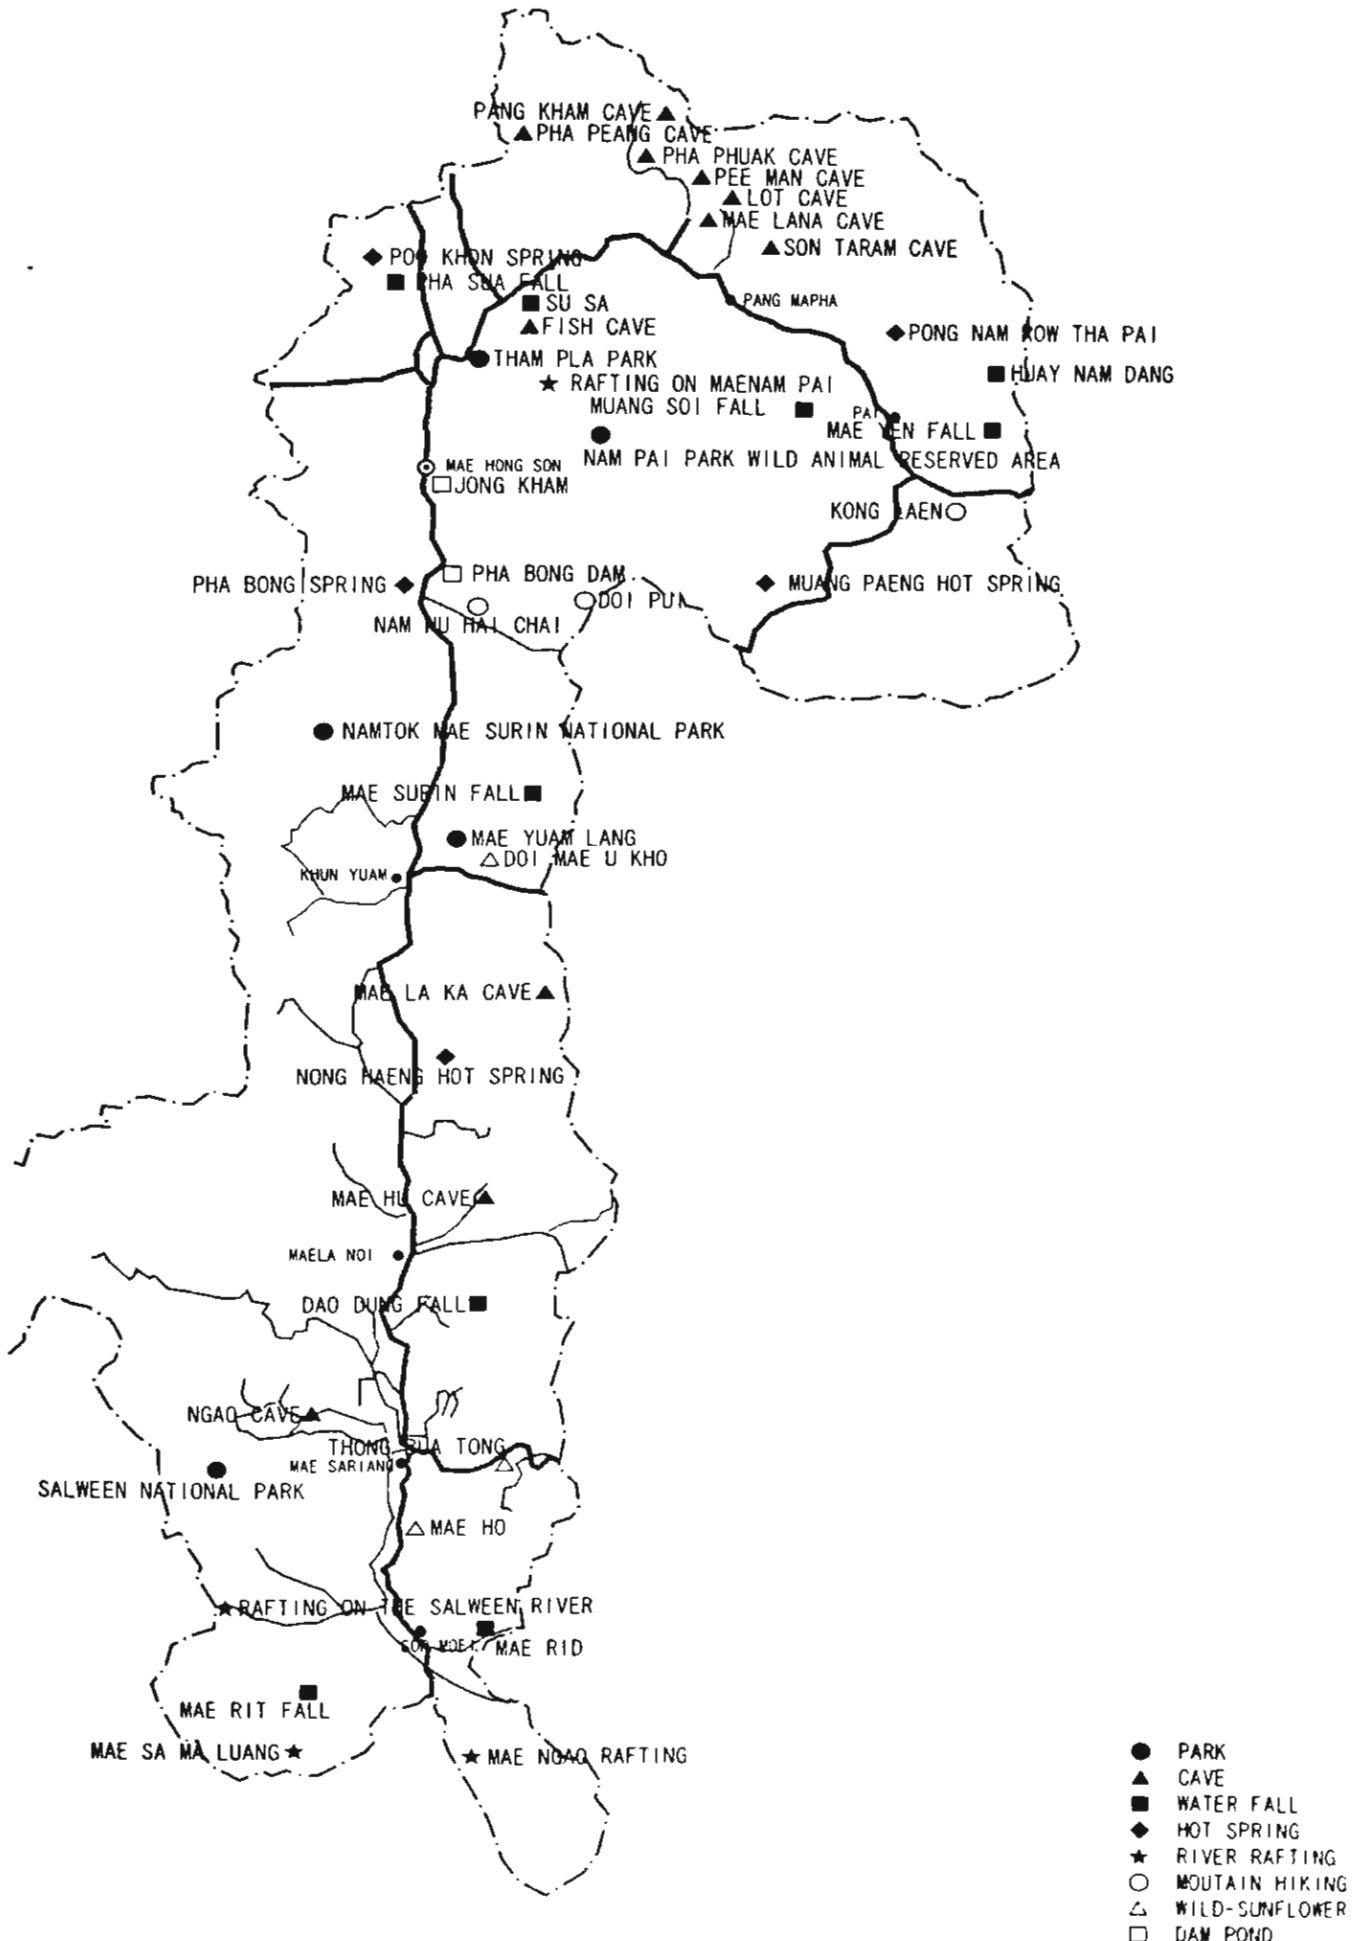 PANG KHAM CAVE
PHA PEANG CAVE
PHA PHUAK CAVE
PEE MAN CAVE
LOT CAVE
MAE LANA CAVE
SON TARAM CAVE
POO KHON SPRING
PHA SUA FALL
SU SA
PANG MAPHA
FISH CAVE
PONG NAM ROW THA PAI
THAM PLA PARK
HUAY NAM DANG
RAFTING ON MAENAM PAI
MUANG SOI FALL
PAI
MAE YEN FALL
NAM PAI PARK WILD ANIMAL RESERVED AREA
MAE HONG SON
JONG KHAM
KONG LAEN
PHA BONG DAM
PHA BONG SPRING
MUANG PAENG HOT SPRING
DOI PUI
NAM HU HAI CHAI
NAMTOK MAE SURIN NATIONAL PARK
MAE SURIN FALL
MAE YUAM LANG
DOI MAE U KHO
KHUN YUAM
MAE LA KA CAVE
NONG HAENG HOT SPRING
MAE HU CAVE
MAELA NOI
DAO DUNG FALL
NGAO CAVE
THONG BUA TONG
MAE SARIANG
SALWEEN NATIONAL PARK
MAE HO
RAFTING ON THE SALWEEN RIVER
MAE RID
MAE RIT FALL
MAE SA MA LUANG
MAE NGAO RAFTING
PARK
CAVE
WATER FALL
HOT SPRING
RIVER RAFTING
MOUTAIN HIKING
WILD-SUNFLOWER
DAM POND